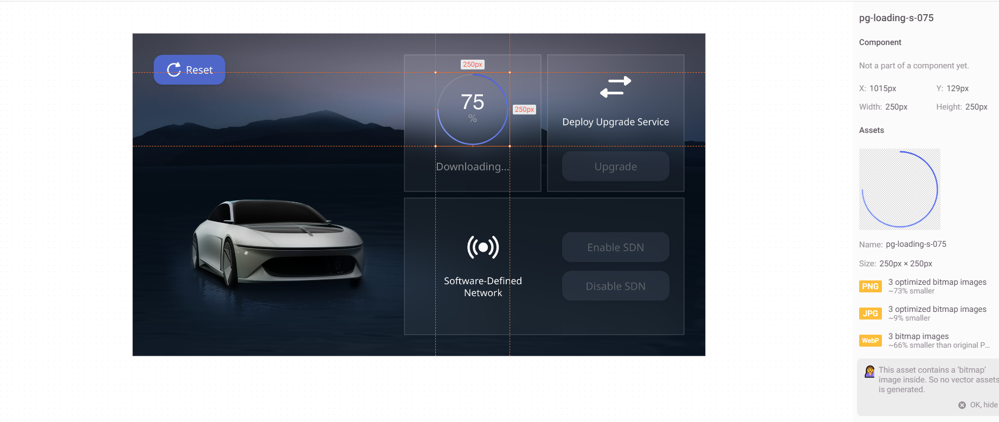 Reset
250px
75
%
250px
Downloading...
Deploy Upgrade Service
Upgrade
Software-Defined
Network
Enable SDN
Disable SDN
pg-loading-s-075
Component
Not a part of a component yet.
X: 1015px Y: 129px
Width: 250px Height: 250px
Assets
Name: pg-loading-s-075
Size: 250px × 250px
PNG 3 optimized bitmap images
~73% smaller
JPG 3 optimized bitmap images
~9% smaller
WebP 3 bitmap images
~66% smaller than original P...
This asset contains a ‘bitmap’
image inside. So no vector assets
is generated.
OK, hide